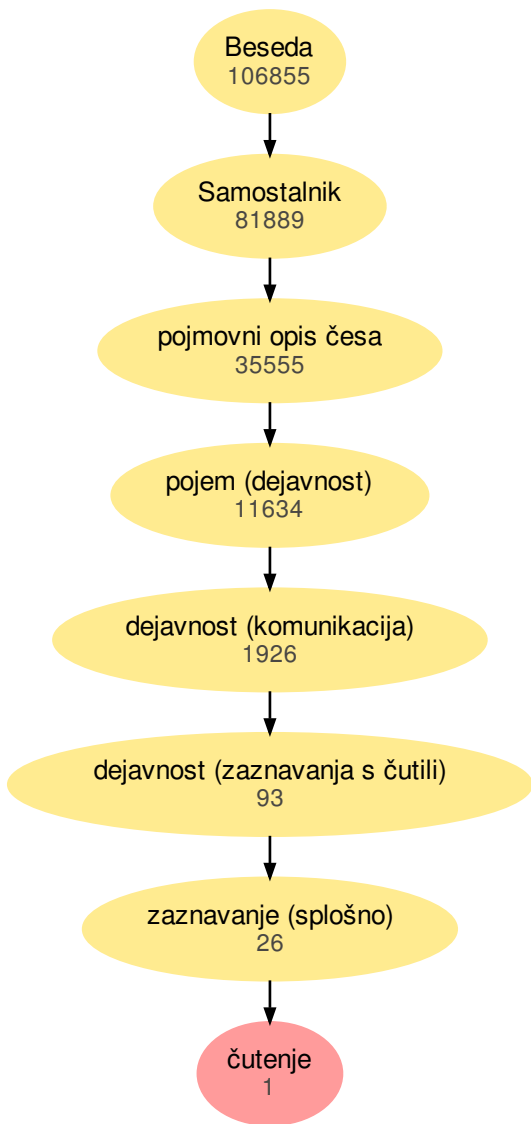 Beseda
106855
Samostalnik
81889
pojmovni opis česa
35555
pojem (dejavnost)
11634
dejavnost (komunikacija)
1926
dejavnost (zaznavanja s čutili)
93
zaznavanje (splošno)
26
čutenje
1